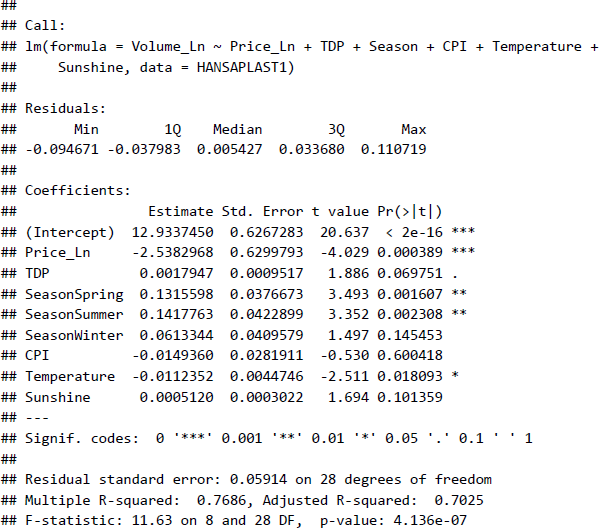 ##
## Call:
## lm(formula = Volume_Ln ~ Price_Ln + TDP + Season + CPI + Temperature +
##     Sunshine, data = HANSAPLAST1)
##
## Residuals:
##       Min        1Q    Median        3Q       Max
## -0.094671 -0.037983  0.005427  0.033680  0.110719
##
## Coefficients:
##                Estimate Std. Error t value Pr(>|t|)
## (Intercept)  12.9337450  0.6267283  20.637  < 2e-16 ***
## Price_Ln     -2.5382968  0.6299793  -4.029 0.000389 ***
## TDP           0.0017947  0.0009517   1.886 0.069751 .
## SeasonSpring  0.1315598  0.0376673   3.493 0.001607 **
## SeasonSummer  0.1417763  0.0422899   3.352 0.002308 **
## SeasonWinter  0.0613344  0.0409579   1.497 0.145453
## CPI          -0.0149360  0.0281911  -0.530 0.600418
## Temperature  -0.0112352  0.0044746  -2.511 0.018093 *
## Sunshine      0.0005120  0.0003022   1.694 0.101359
## ---
## Signif. codes:  0 '***' 0.001 '**' 0.01 '*' 0.05 '.' 0.1 ' ' 1
##
## Residual standard error: 0.05914 on 28 degrees of freedom
## Multiple R-squared:  0.7686, Adjusted R-squared:  0.7025
## F-statistic: 11.63 on 8 and 28 DF,  p-value: 4.136e-07